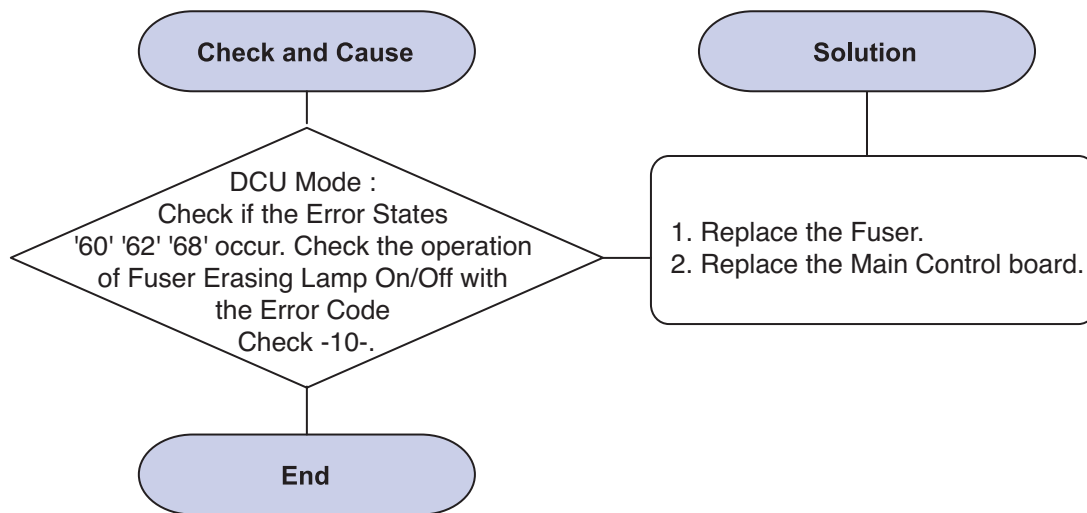 Check and Cause
DCU Mode :
Check if the Error States
'60' '62' '68' occur. Check the operation
of Fuser Erasing Lamp On/Off with
the Error Code
Check -10-.
End
Solution
1. Replace the Fuser.
2. Replace the Main Control board.